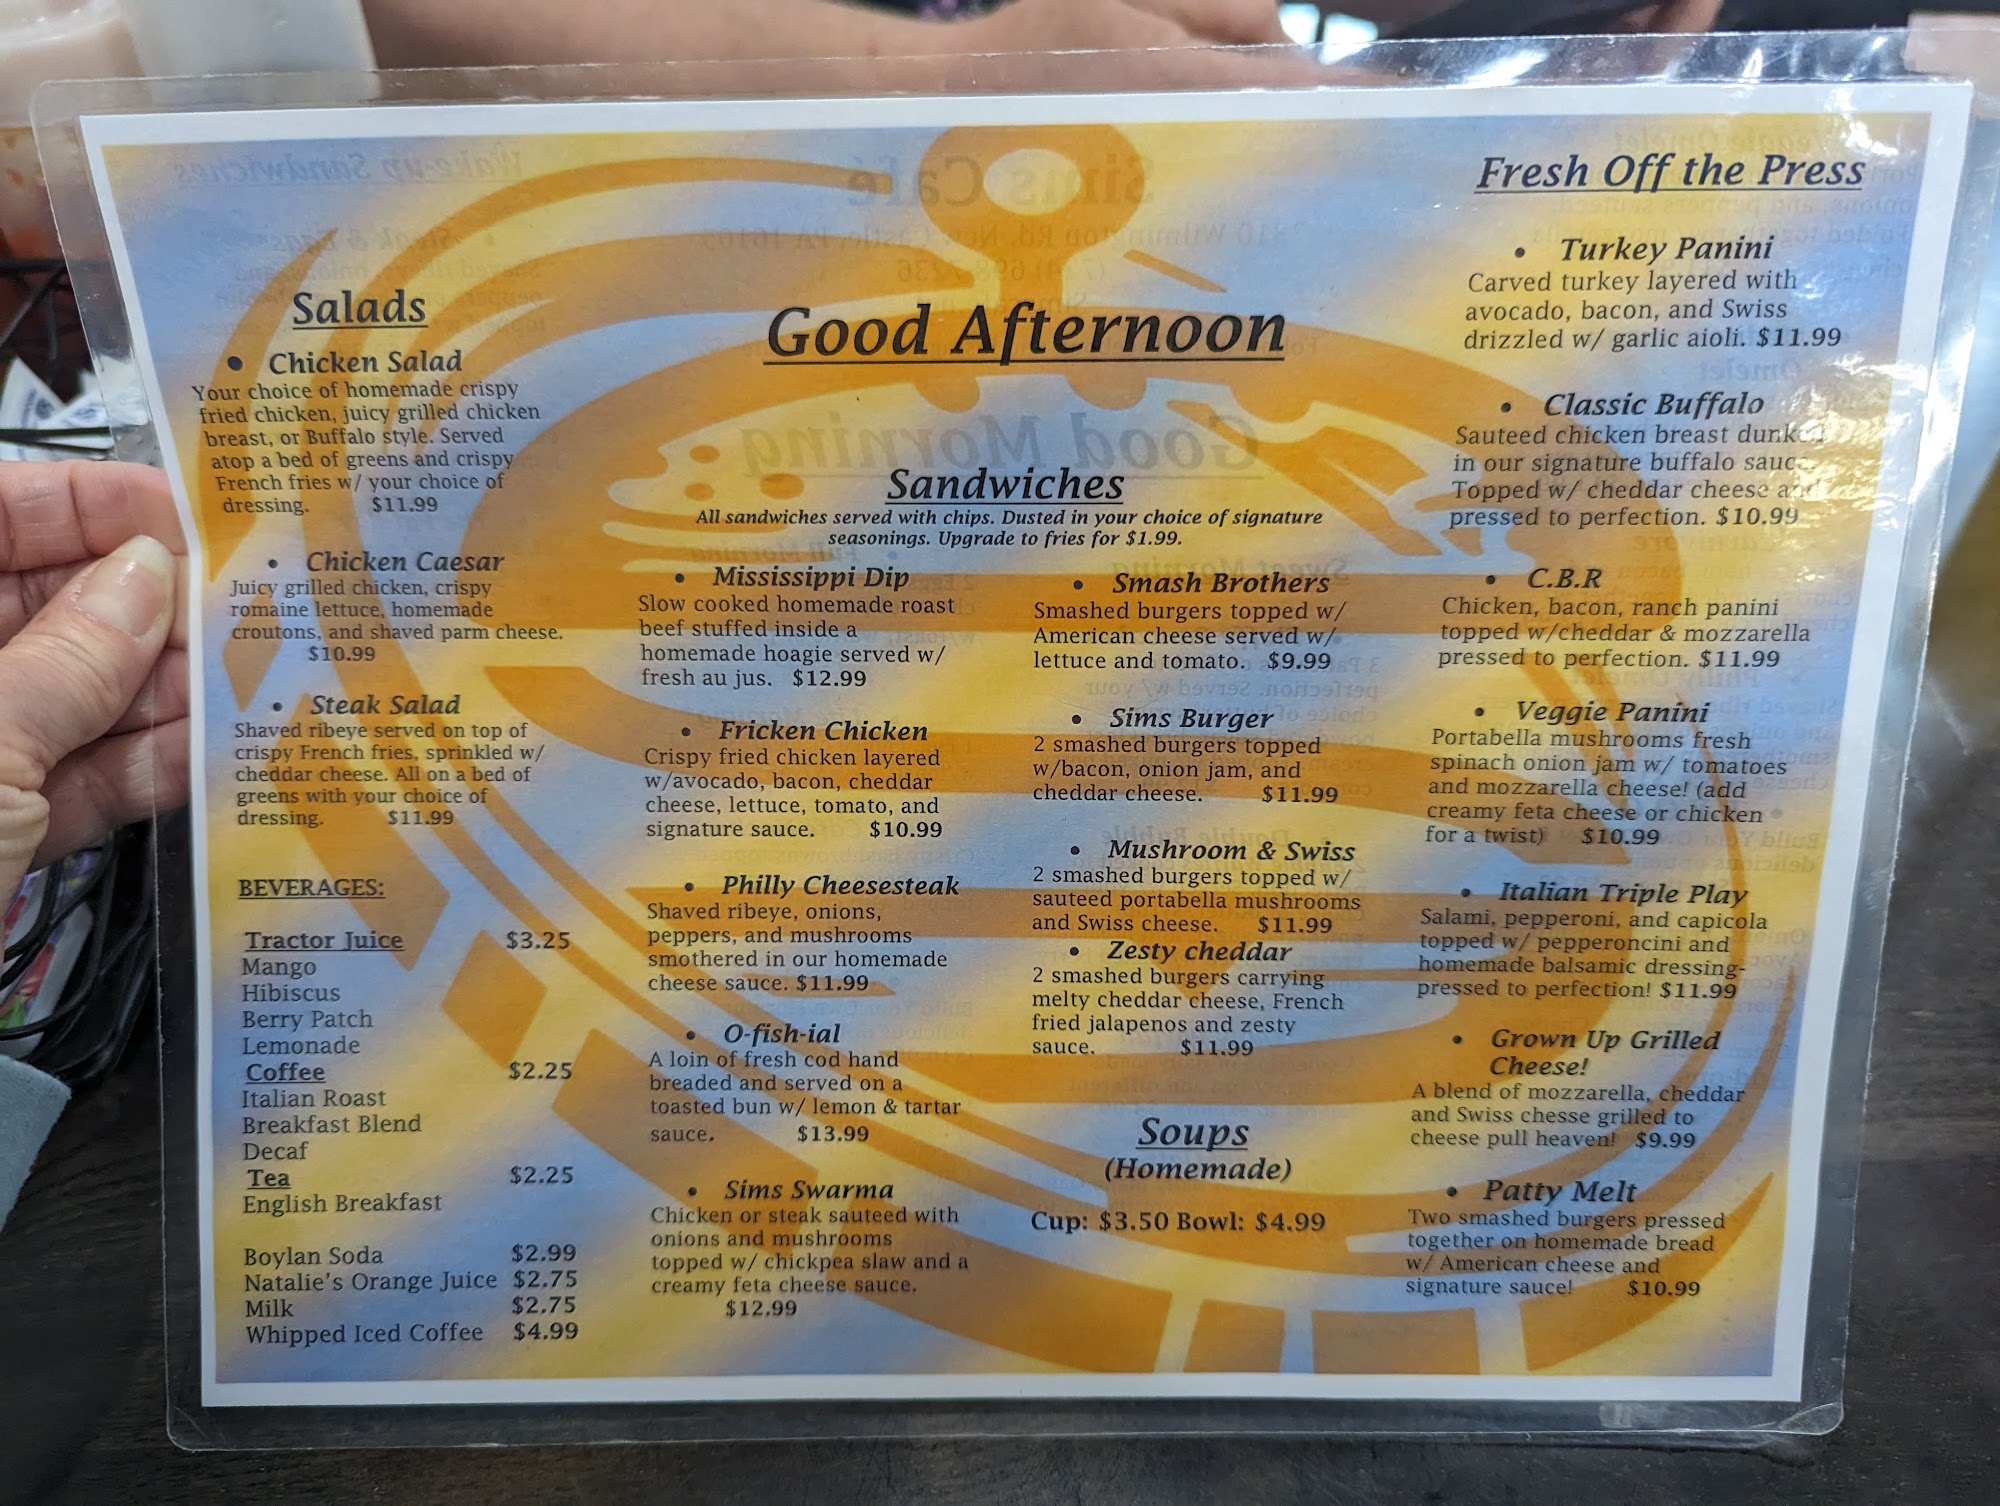 Salads
• Chicken Salad
Your choice of homemade crispy
fried chicken, juicy grilled chicken
breast, or Buffalo style. Served
atop a bed of greens and crispy
French fries w/ your choice of
dressing. $11.99
• Chicken Caesar
Juicy grilled chicken, crispy
romaine lettuce, homemade
croutons, and shaved parm cheese.
$10.99
• Steak Salad
Shaved ribeye served on top of
crispy French fries, sprinkled w/
cheddar cheese. All on a bed of
greens with your choice of
dressing. $11.99
BEVERAGES:
Tractor Juice $3.25
Mango
Hibiscus
Berry Patch
Lemonade
Coffee $2.25
Italian Roast
Breakfast Blend
Decaf
Tea $2.25
English Breakfast
Boylan Soda $2.99
Natalie's Orange Juice $2.75
Milk $2.75
Whipped Iced Coffee $4.99
Good Afternoon
Sandwiches
All sandwiches served with chips. Dusted in your choice of signature
seasonings. Upgrade to fries for $1.99.
• Mississippi Dip
Slow cooked homemade roast
beef stuffed inside a
homemade hoagie served w/
fresh au jus. $12.99
• Fricken Chicken
Crispy fried chicken layered
w/avocado, bacon, cheddar
cheese, lettuce, tomato, and
signature sauce. $10.99
• Philly Cheesesteak
Shaved ribeye, onions,
peppers, and mushrooms
smothered in our homemade
cheese sauce. $11.99
• O-fish-ial
A loin of fresh cod hand
breaded and served on a
toasted bun w/ lemon & tartar
sauce. $13.99
• Sims Swarma
Chicken or steak sauteed with
onions and mushrooms
topped w/ chickpea slaw and a
creamy feta cheese sauce.
$12.99
• Smash Brothers
Smashed burgers topped w/
American cheese served w/
lettuce and tomato. $9.99
• Sims Burger
2 smashed burgers topped
w/bacon, onion jam, and
cheddar cheese. $11.99
• Mushroom & Swiss
2 smashed burgers topped w/
sauteed portabella mushrooms
and Swiss cheese. $11.99
• Zesty cheddar
2 smashed burgers carrying
melty cheddar cheese, French
fried jalapenos and zesty
sauce. $11.99
Soups
(Homemade)
Cup: $3.50 Bowl: $4.99
Fresh Off the Press
• Turkey Panini
Carved turkey layered with
avocado, bacon, and Swiss
drizzled w/ garlic aioli. $11.99
• Classic Buffalo
Sauteed chicken breast dunked
in our signature buffalo sauce.
Topped w/ cheddar cheese and
pressed to perfection. $10.99
• C.B.R
Chicken, bacon, ranch panini
topped w/cheddar & mozzarella
pressed to perfection. $11.99
• Veggie Panini
Portabella mushrooms fresh
spinach onion jam w/ tomatoes
and mozzarella cheese! (add
creamy feta cheese or chicken
for a twist) $10.99
• Italian Triple Play
Salami, pepperoni, and capicola
topped w/ pepperoncini and
homemade balsamic dressing-
pressed to perfection! $11.99
• Grown Up Grilled
Cheese!
A blend of mozzarella, cheddar
and Swiss chesse grilled to
cheese pull heaven! $9.99
• Patty Melt
Two smashed burgers pressed
together on homemade bread
w/ American cheese and
signature sauce! $10.99